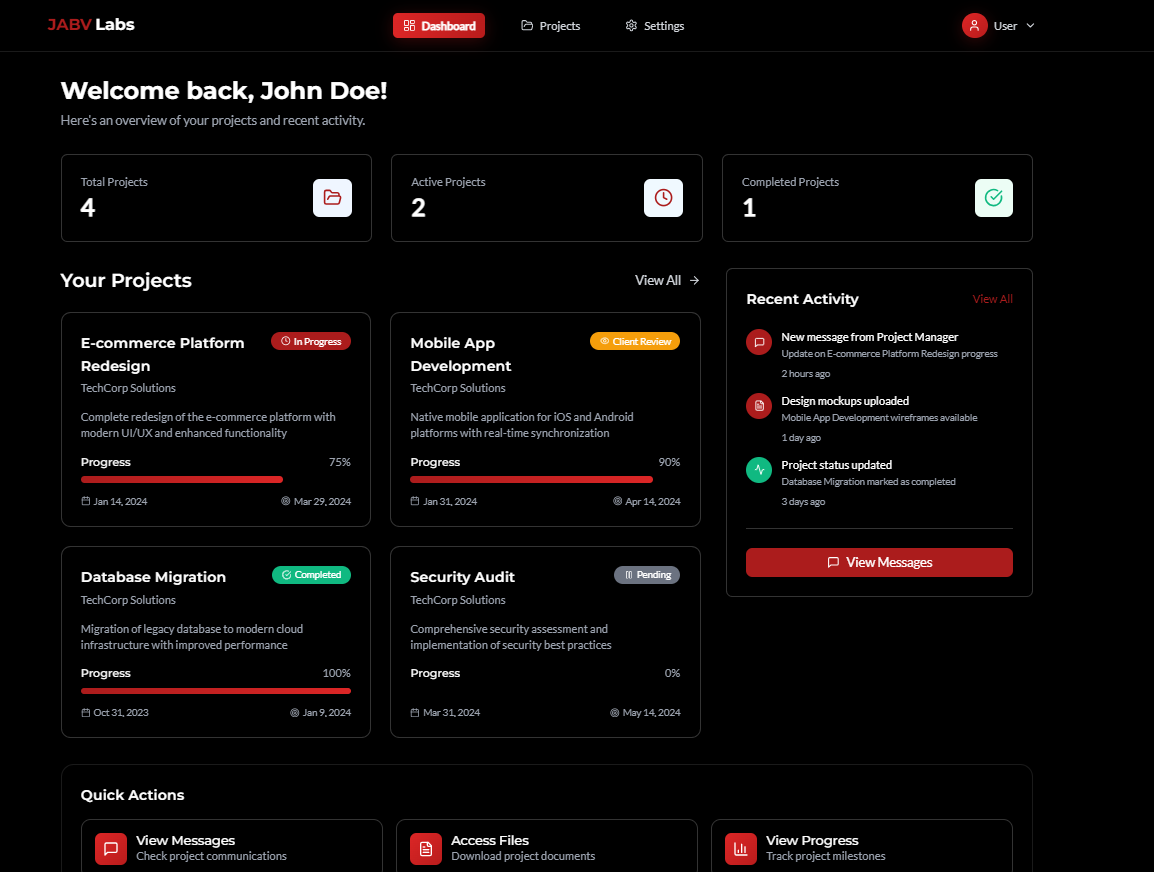 JABV Labs
Dashboard
Projects
Settings
User
Welcome back, John Doe!
Here's an overview of your projects and recent activity.
Total Projects
4
Active Projects
2
Completed Projects
1
Your Projects
View All
E-commerce Platform
Redesign
In Progress
TechCorp Solutions
Complete redesign of the e-commerce platform with
modern UI/UX and enhanced functionality
Progress
75%
Jan 14, 2024
Mar 29, 2024
Mobile App
Development
Client Review
TechCorp Solutions
Native mobile application for iOS and Android
platforms with real-time synchronization
Progress
90%
Jan 31, 2024
Apr 14, 2024
Database Migration
Completed
TechCorp Solutions
Migration of legacy database to modern cloud
infrastructure with improved performance
Progress
100%
Oct 31, 2023
Jan 9, 2024
Security Audit
Pending
TechCorp Solutions
Comprehensive security assessment and
implementation of security best practices
Progress
0%
Mar 31, 2024
May 14, 2024
Recent Activity
View All
New message from Project Manager
Update on E-commerce Platform Redesign progress
2 hours ago
Design mockups uploaded
Mobile App Development wireframes available
1 day ago
Project status updated
Database Migration marked as completed
3 days ago
View Messages
Quick Actions
View Messages
Check project communications
Access Files
Download project documents
View Progress
Track project milestones